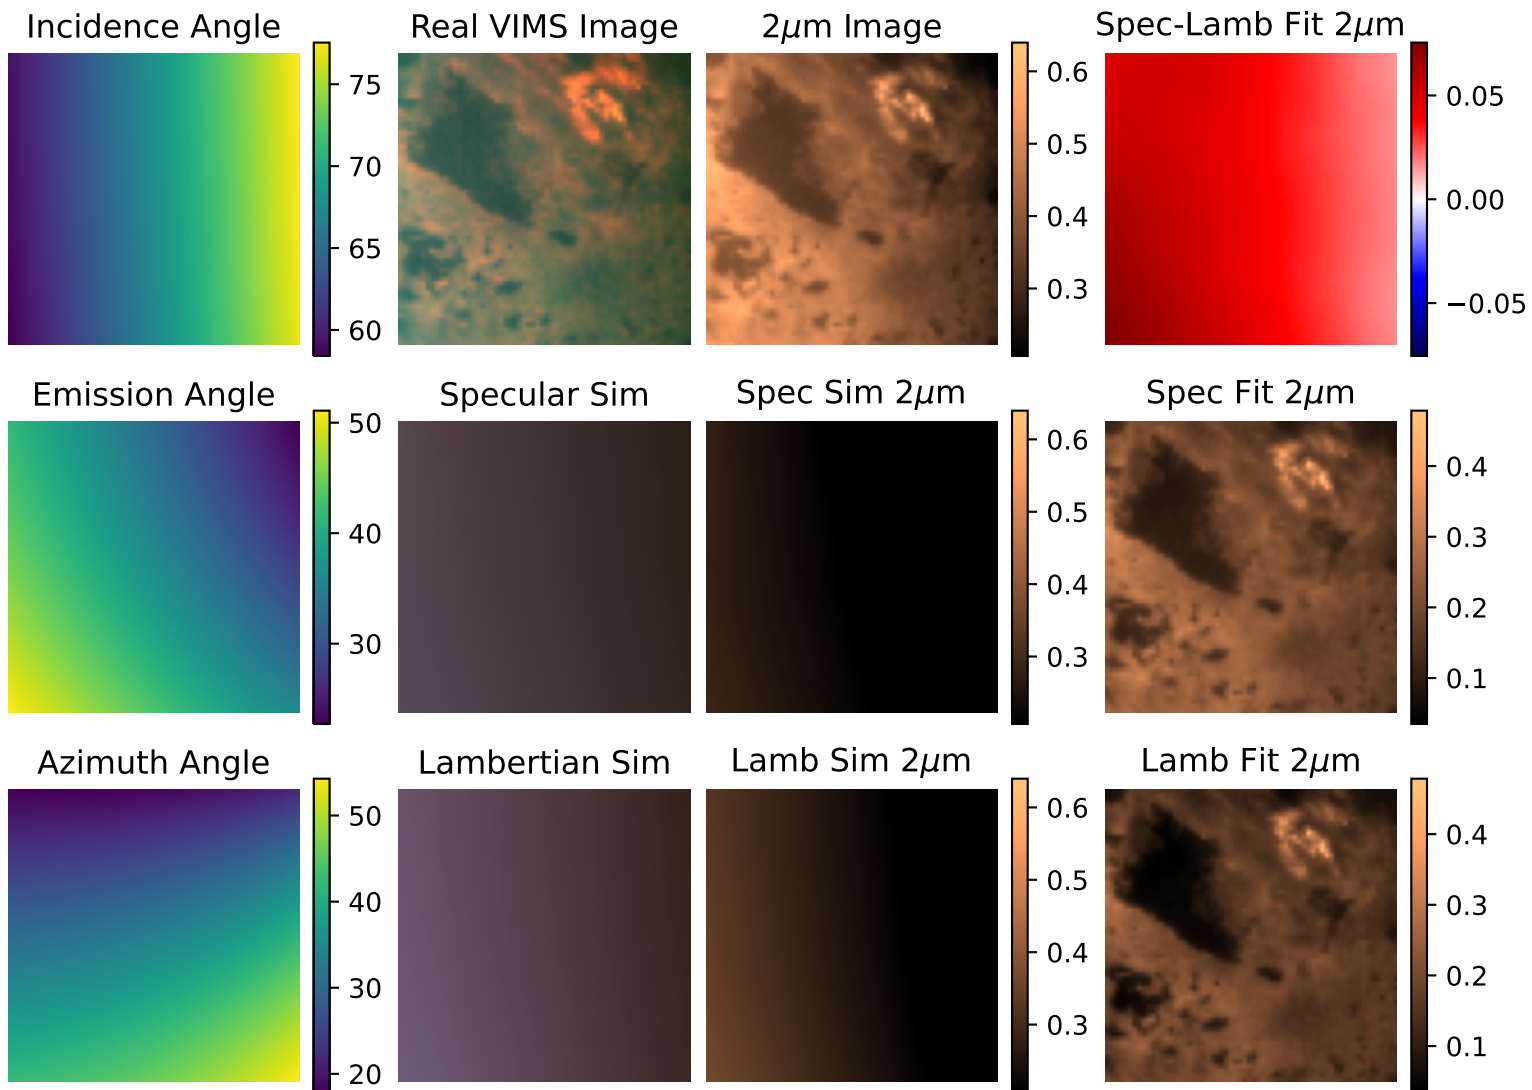 Incidence Angle
75
70
65
60
Real VIMS Image
2μm Image
0.6
0.5
0.4
0.3
Spec-Lamb Fit 2μm
0.05
0.00
−0.05
Emission Angle
50
40
30
Specular Sim
Spec Sim 2μm
0.6
0.5
0.4
0.3
Spec Fit 2μm
0.4
0.3
0.2
0.1
Azimuth Angle
50
40
30
20
Lambertian Sim
Lamb Sim 2μm
0.6
0.5
0.4
0.3
Lamb Fit 2μm
0.4
0.3
0.2
0.1